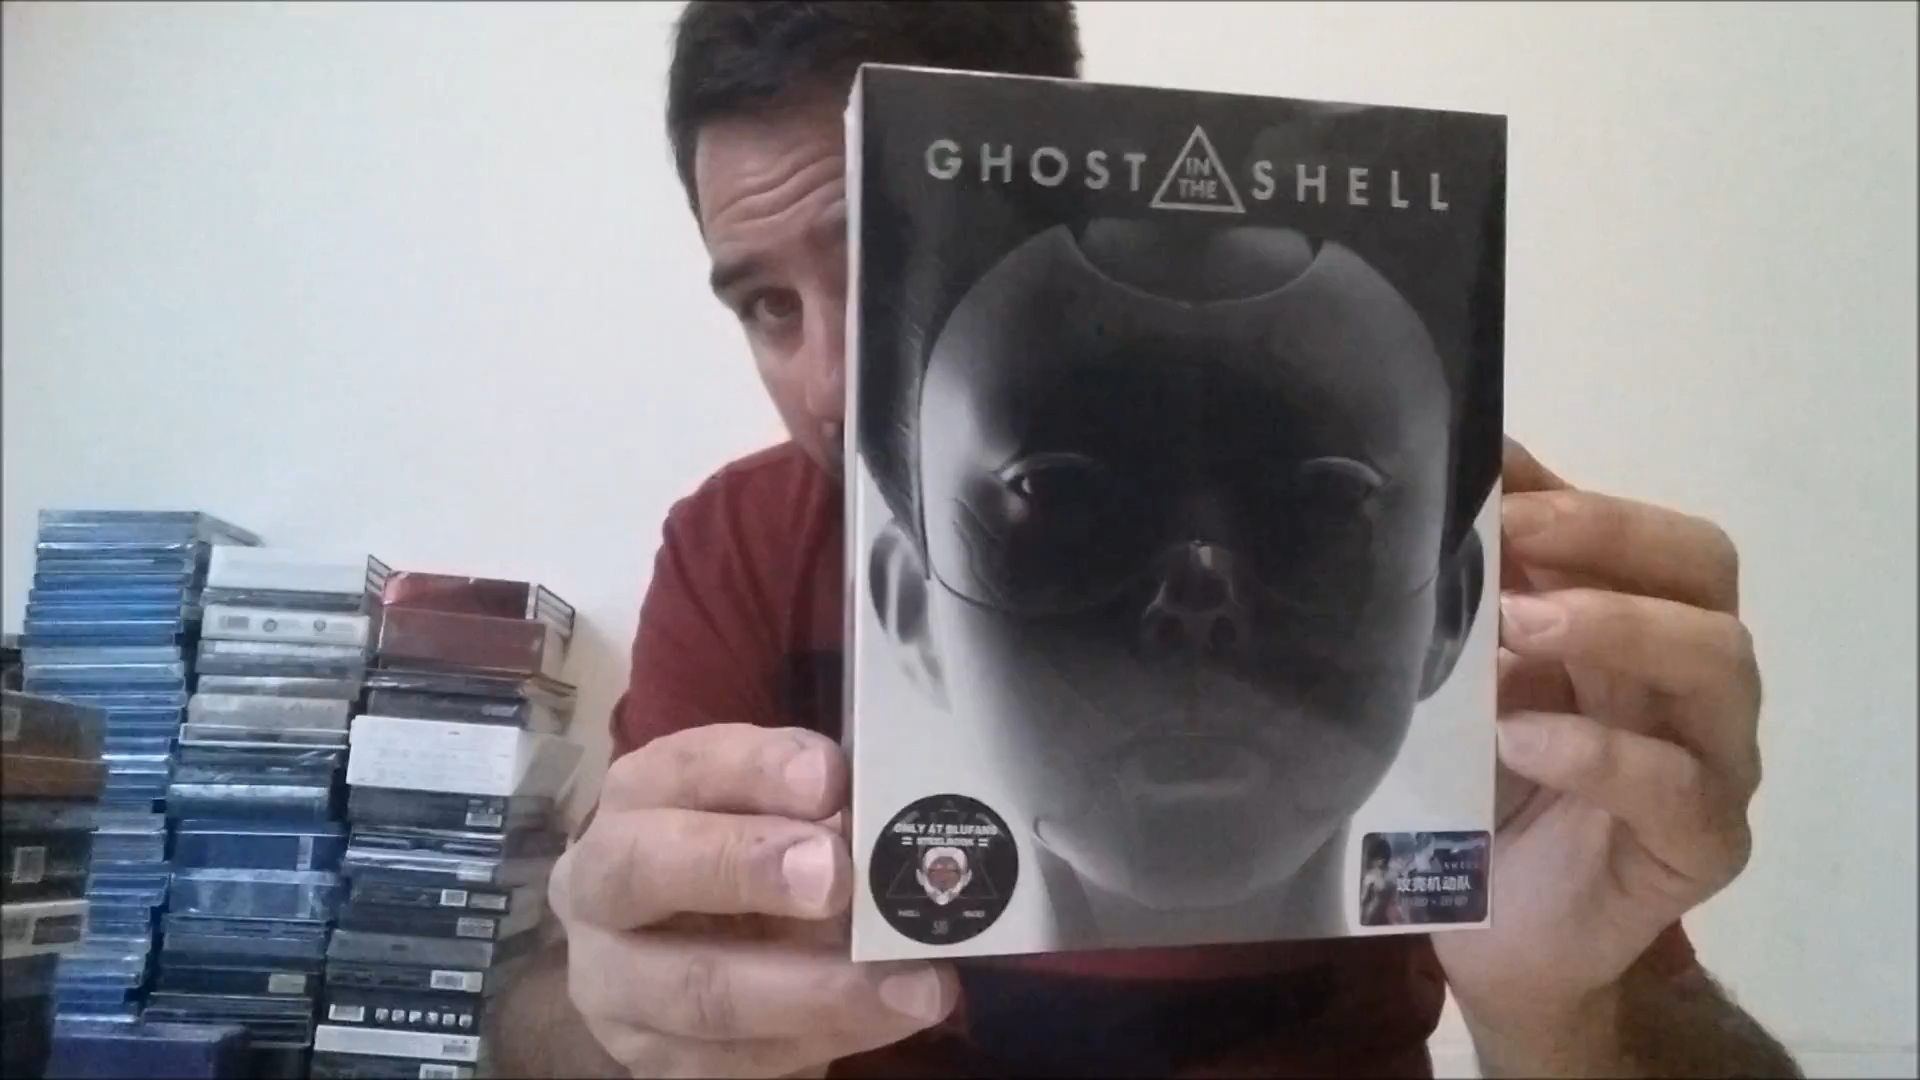 GHOST IN THE SHELL
ONLY AT BLUFANS
STEELBOOK
攻壳机动队